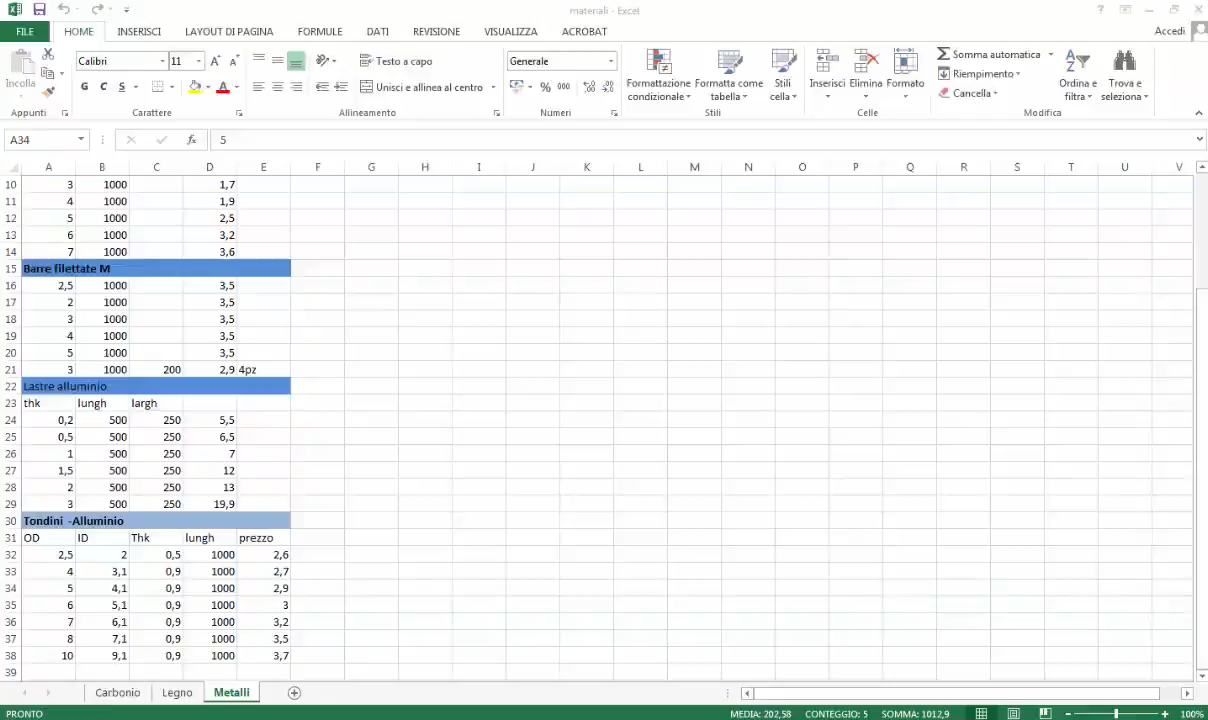 materiali - Excel
FILE HOME INSERISCI LAYOUT DI PAGINA FORMULE DATI REVISIONE VISUALIZZA ACROBAT Accedi
Incolla
Calibri 11 A A
G C S A
Testo a capo
Unisci e allinea al centro
Generale
% 000
Formattazione condizionale
Formatta come tabella
Stili cella
Inserisci Elimina Formato
Somma automatica
Riempimento
Cancella
Ordina e filtra
Trova e seleziona
Appunti Carattere Allineamento Numeri Stili Celle Modifica
A34 fx 5
A B C D E F G H I J K L M N O P Q R S T U V
10 3 1000 1,7
11 4 1000 1,9
12 5 1000 2,5
13 6 1000 3,2
14 7 1000 3,6
15 Barre filettate M
16 2,5 1000 3,5
17 2 1000 3,5
18 3 1000 3,5
19 4 1000 3,5
20 5 1000 3,5
21 3 1000 200 2,9 4pz
22 Lastre alluminio
23 thk lungh largh
24 0,2 500 250 5,5
25 0,5 500 250 6,5
26 1 500 250 7
27 1,5 500 250 12
28 2 500 250 13
29 3 500 250 19,9
30 Tondini -Alluminio
31 OD ID Thk lungh prezzo
32 2,5 2 0,5 1000 2,6
33 4 3,1 0,9 1000 2,7
34 5 4,1 0,9 1000 2,9
35 6 5,1 0,9 1000 3
36 7 6,1 0,9 1000 3,2
37 8 7,1 0,9 1000 3,5
38 10 9,1 0,9 1000 3,7
39
Carbonio Legno Metalli
PRONTO MEDIA: 202,58 CONTEGGIO: 5 SOMMA: 1012,9 100%